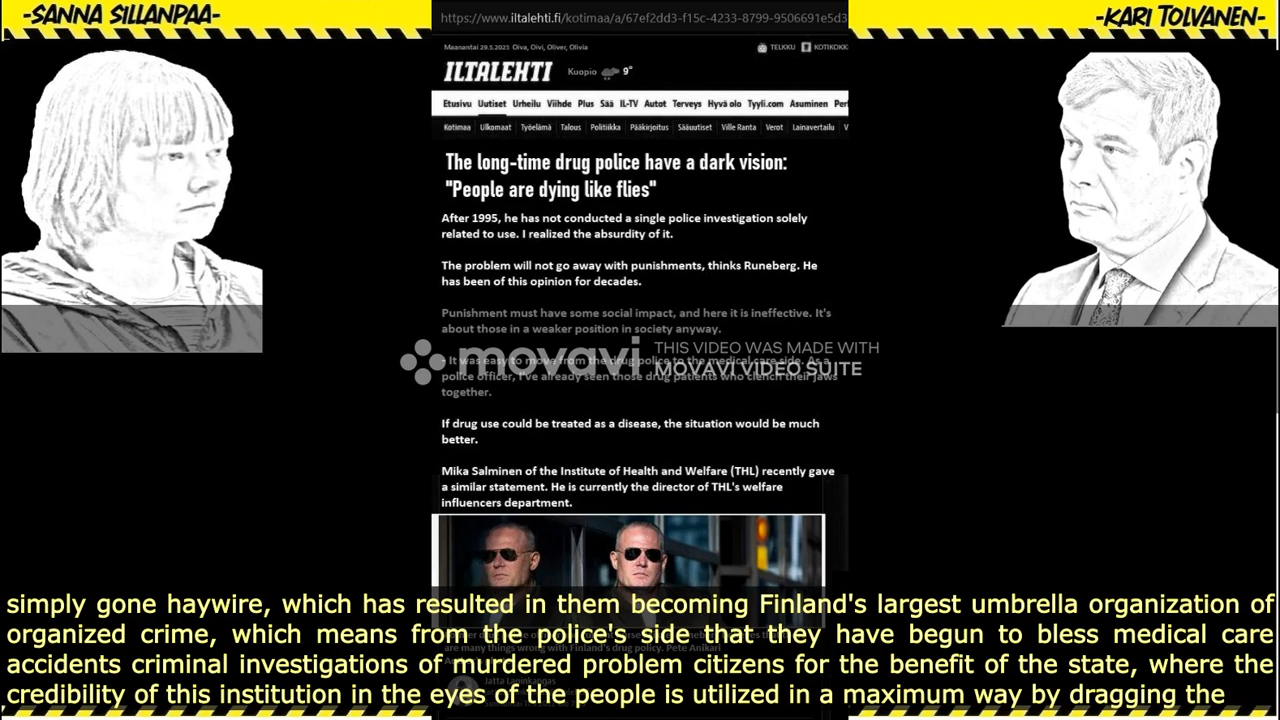 -SANNA SILLANPAA-
-KARI TOLVANEN-
https://www.iltalehti.fi/kotimaa/a/67ef2dd3-f15c-4233-8799-9506691e5d3
Maanantai 29.5.2023 Oiva, Oivi, Oliver, Olivia
TELKKU KOTIKOKK
ILTALEHTI
Kuopio 9°
Etusivu Uutiset Urheilu Viihde Plus Sää IL-TV Autot Terveys Hyvä olo Tyyli.com Asuminen Per
Kotimaa Ulkomaat Työelämä Talous Politiikka Pääkirjoitus Sääuutiset Ville Ranta Verot Lainavertailu V
The long-time drug police have a dark vision:
"People are dying like flies"
After 1995, he has not conducted a single police investigation solely
related to use. I realized the absurdity of it.
The problem will not go away with punishments, thinks Runeberg. He
has been of this opinion for decades.
Punishment must have some social impact, and here it is ineffective. It's
about those in a weaker position in society anyway.
movavi
THIS VIDEO WAS MADE WITH
MOVAVI VIDEO SUITE
- It was easy to move from the drug police to the medical care side. As a
police officer, I've already seen those drug patients who clench their jaws
together.
If drug use could be treated as a disease, the situation would be much
better.
Mika Salminen of the Institute of Health and Welfare (THL) recently gave
a similar statement. He is currently the director of THL's welfare
influencers department.
simply gone haywire, which has resulted in them becoming Finland's largest umbrella organization of
organized crime, which means from the police's side that they have begun to bless medical care
accidents criminal investigations of murdered problem citizens for the benefit of the state, where the
credibility of this institution in the eyes of the people is utilized in a maximum way by dragging the
are many things wrong with Finland's drug policy. Pete Anikari
Jatta Lapinkangas